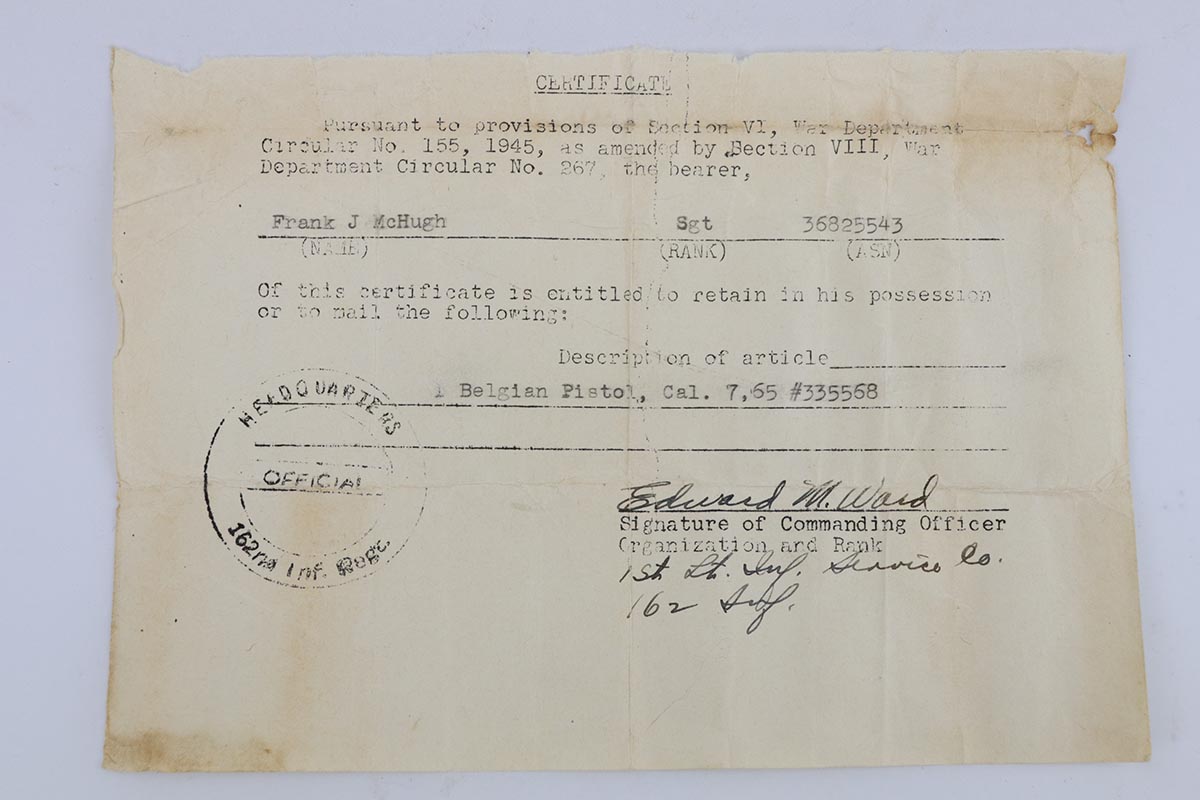 CERTIFICATE
Pursuant to provisions of Section VI, War Department
Circular No. 155, 1945, as amended by Section VIII, War
Department Circular No. 267, the bearer,
Frank J McHugh Sgt 36825543
(NAME) (RANK) (ASN)
Of this certificate is entitled to retain in his possession
or to mail the following:
Description of article
1 Belgian Pistol, Cal. 7,65 #335568
HEADQUARTERS
OFFICIAL
162nd Inf. Regt.
Edward M. Ward
Signature of Commanding Officer
Organization and Rank
1st Lt. Inf. Service Co.
162 Inf.